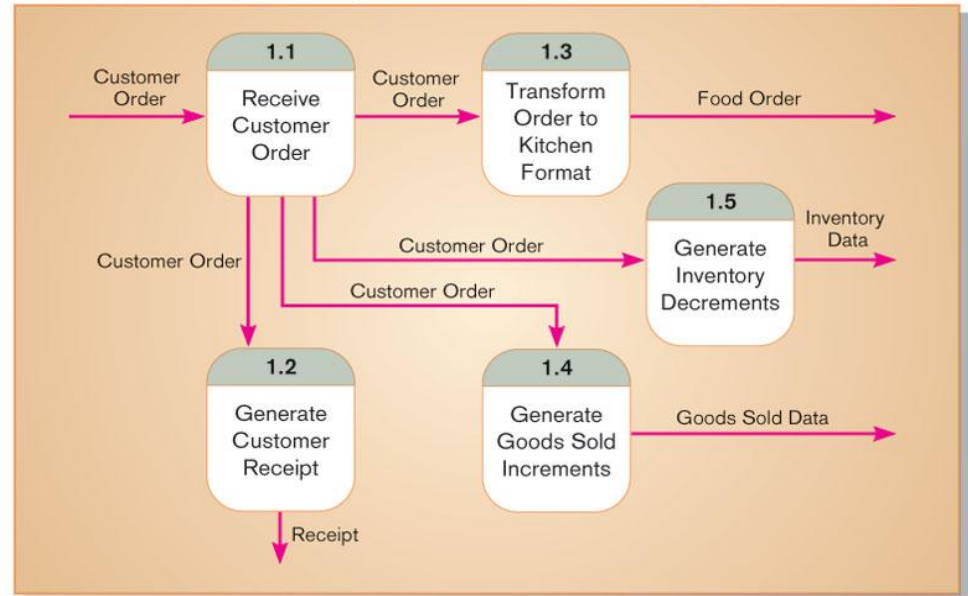 1.1
Receive
Customer
Order
Customer
Order
Customer
Order
1.3
Transform
Order to
Kitchen
Format
Food Order
1.5
Generate
Inventory
Decrements
Inventory
Data
Customer Order
Customer Order
Customer Order
1.2
Generate
Customer
Receipt
Receipt
1.4
Generate
Goods Sold
Increments
Goods Sold Data